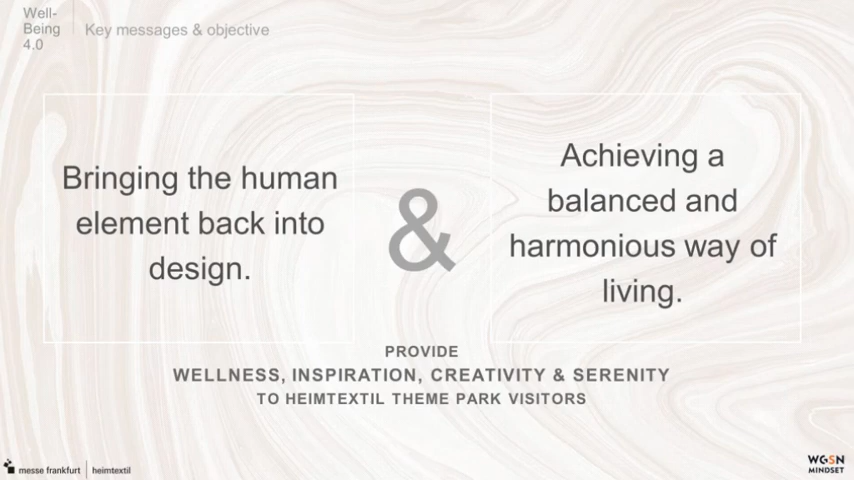 Well-
Being
4.0
Key messages & objective
Bringing the human
element back into
design.
&
Achieving a
balanced and
harmonious way of
living.
PROVIDE
WELLNESS, INSPIRATION, CREATIVITY & SERENITY
TO HEIMTEXTIL THEME PARK VISITORS
messe frankfurt
heimtextil
WGSN
MINDSET